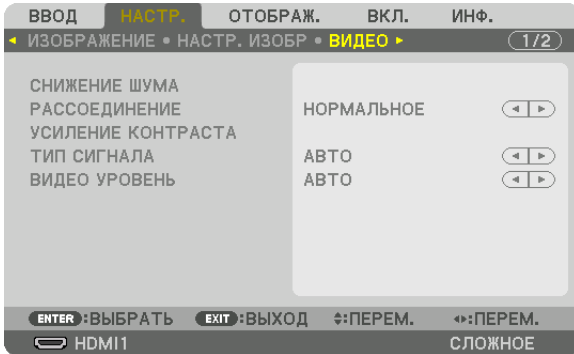 ВВОД НАСТР. ОТОБРАЖ. ВКЛ. ИНФ.
◂ ИЗОБРАЖЕНИЕ • НАСТР. ИЗОБР • ВИДЕО ▸ 1/2
СНИЖЕНИЕ ШУМА
РАССОЕДИНЕНИЕ НОРМАЛЬНОЕ
УСИЛЕНИЕ КОНТРАСТА
ТИП СИГНАЛА АВТО
ВИДЕО УРОВЕНЬ АВТО
ENTER :ВЫБРАТЬ EXIT :ВЫХОД :ПЕРЕМ. :ПЕРЕМ.
HDMI1 СЛОЖНОЕ